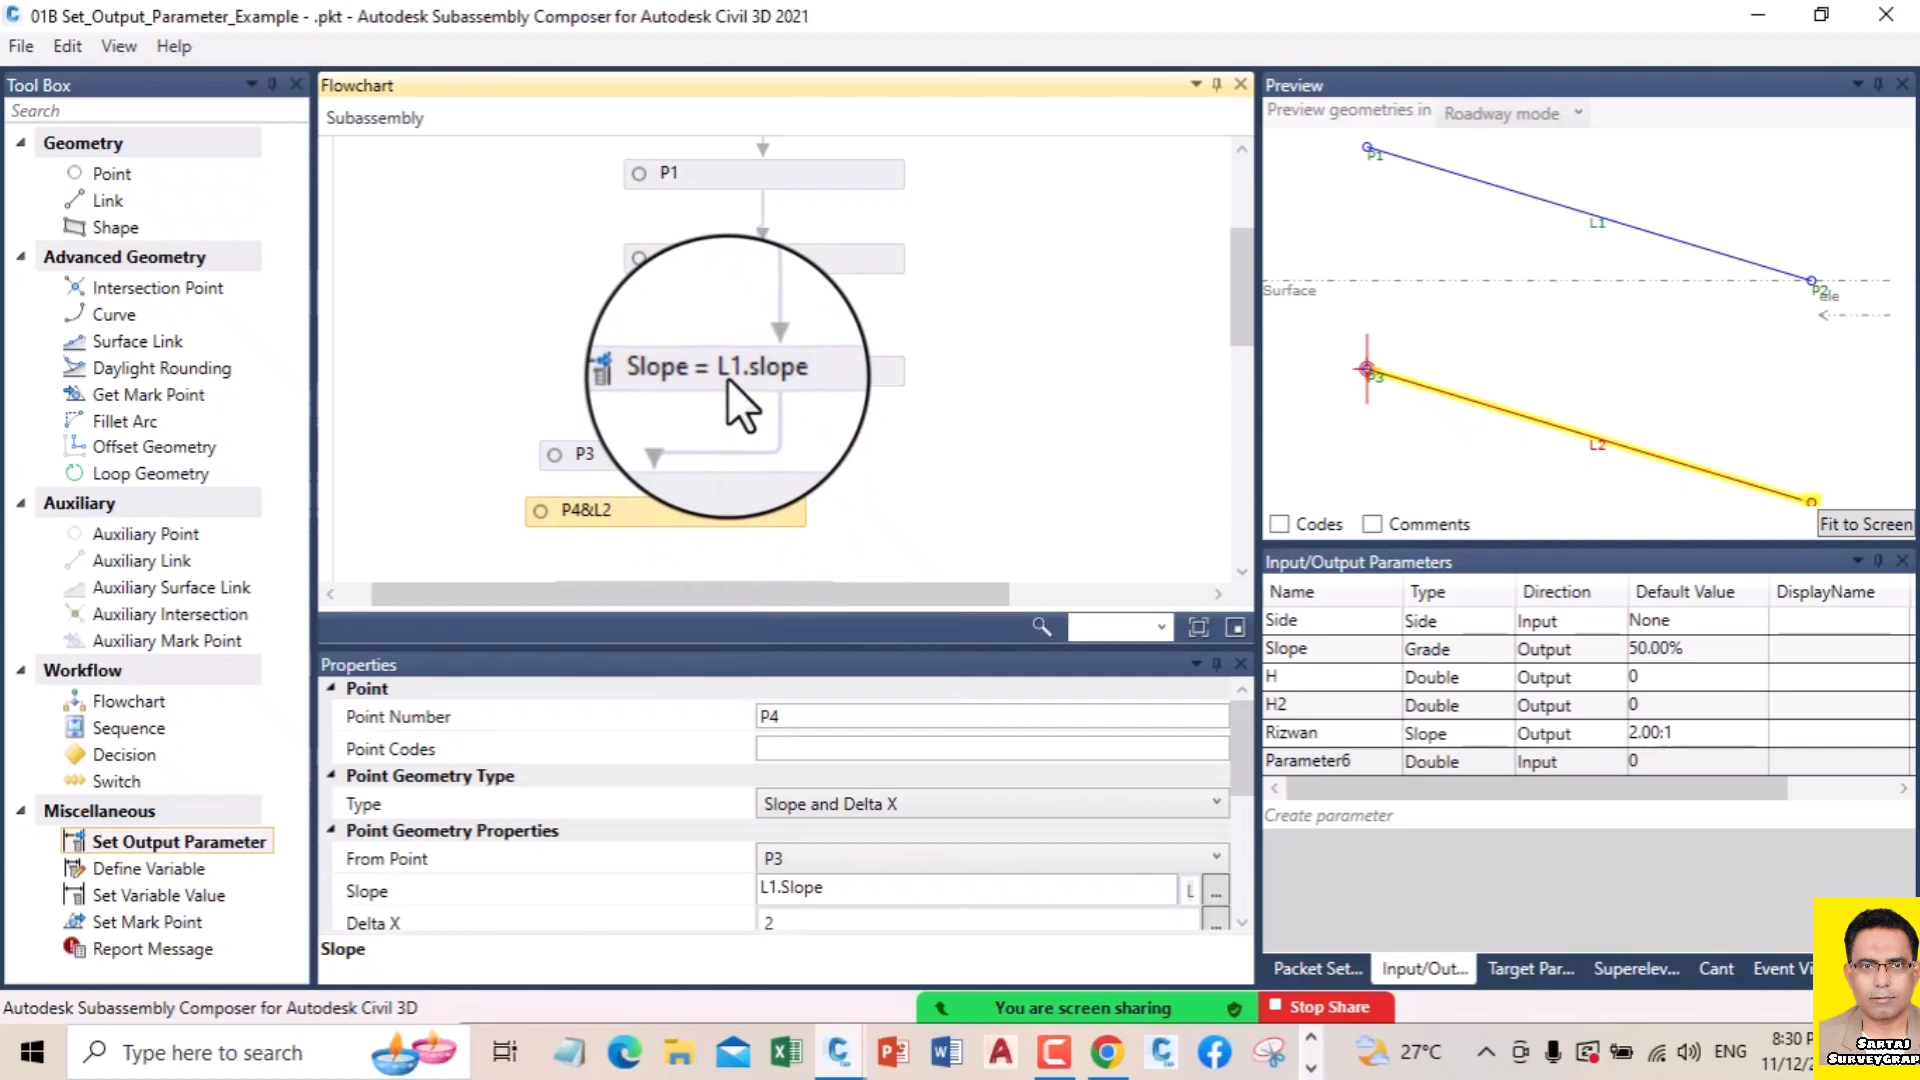 01B Set_Output_Parameter_Example - .pkt - Autodesk Subassembly Composer for Autodesk Civil 3D 2021
File Edit View Help
Tool Box
Search
Geometry
Point
Link
Shape
Advanced Geometry
Intersection Point
Curve
Surface Link
Daylight Rounding
Get Mark Point
Fillet Arc
Offset Geometry
Loop Geometry
Auxiliary
Auxiliary Point
Auxiliary Link
Auxiliary Surface Link
Auxiliary Intersection
Auxiliary Mark Point
Workflow
Flowchart
Sequence
Decision
Switch
Miscellaneous
Set Output Parameter
Define Variable
Set Variable Value
Set Mark Point
Report Message
Flowchart
Subassembly
P1
Slope = L1.slope
P3
P4&L2
Properties
Point
Point Number P4
Point Codes
Point Geometry Type
Type Slope and Delta X
Point Geometry Properties
From Point P3
Slope L1.Slope L ...
Delta X 2 ...
Slope
Preview
Preview geometries in Roadway mode
P1
L1
P2
Surface
ele
P3
L2
Codes Comments Fit to Screen
Input/Output Parameters
Name Type Direction Default Value DisplayName
Side Side Input None
Slope Grade Output 50.00%
H Double Output 0
H2 Double Output 0
Rizwan Slope Output 2.00:1
Parameter6 Double Input 0
Create parameter
Packet Set... Input/Out... Target Par... Superelev... Cant Event Vi
Autodesk Subassembly Composer for Autodesk Civil 3D
You are screen sharing Stop Share
Type here to search
27°C ENG
8:30 P
11/12/2
SARTAJ
SURVEYGRAP